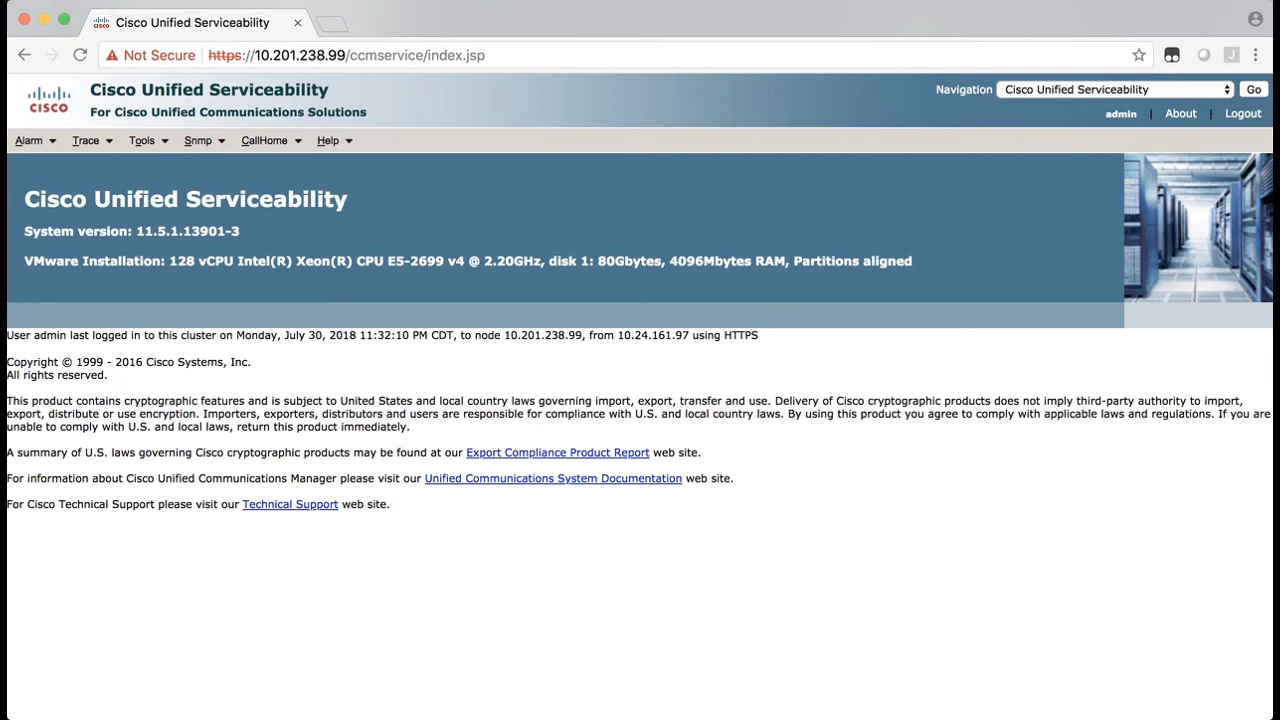 Cisco Unified Serviceability
Not Secure https://10.201.238.99/ccmservice/index.jsp J
Cisco Unified Serviceability Navigation Cisco Unified Serviceability Go
CISCO For Cisco Unified Communications Solutions admin | About | Logout
Alarm Trace Tools Snmp CallHome Help
Cisco Unified Serviceability
System version: 11.5.1.13901-3
VMware Installation: 128 vCPU Intel(R) Xeon(R) CPU E5-2699 v4 @ 2.20GHz, disk 1: 80Gbytes, 4096Mbytes RAM, Partitions aligned
User admin last logged in to this cluster on Monday, July 30, 2018 11:32:10 PM CDT, to node 10.201.238.99, from 10.24.161.97 using HTTPS
Copyright © 1999 - 2016 Cisco Systems, Inc.
All rights reserved.
This product contains cryptographic features and is subject to United States and local country laws governing import, export, transfer and use. Delivery of Cisco cryptographic products does not imply third-party authority to import,
export, distribute or use encryption. Importers, exporters, distributors and users are responsible for compliance with U.S. and local country laws. By using this product you agree to comply with applicable laws and regulations. If you are
unable to comply with U.S. and local laws, return this product immediately.
A summary of U.S. laws governing Cisco cryptographic products may be found at our Export Compliance Product Report web site.
For information about Cisco Unified Communications Manager please visit our Unified Communications System Documentation web site.
For Cisco Technical Support please visit our Technical Support web site.